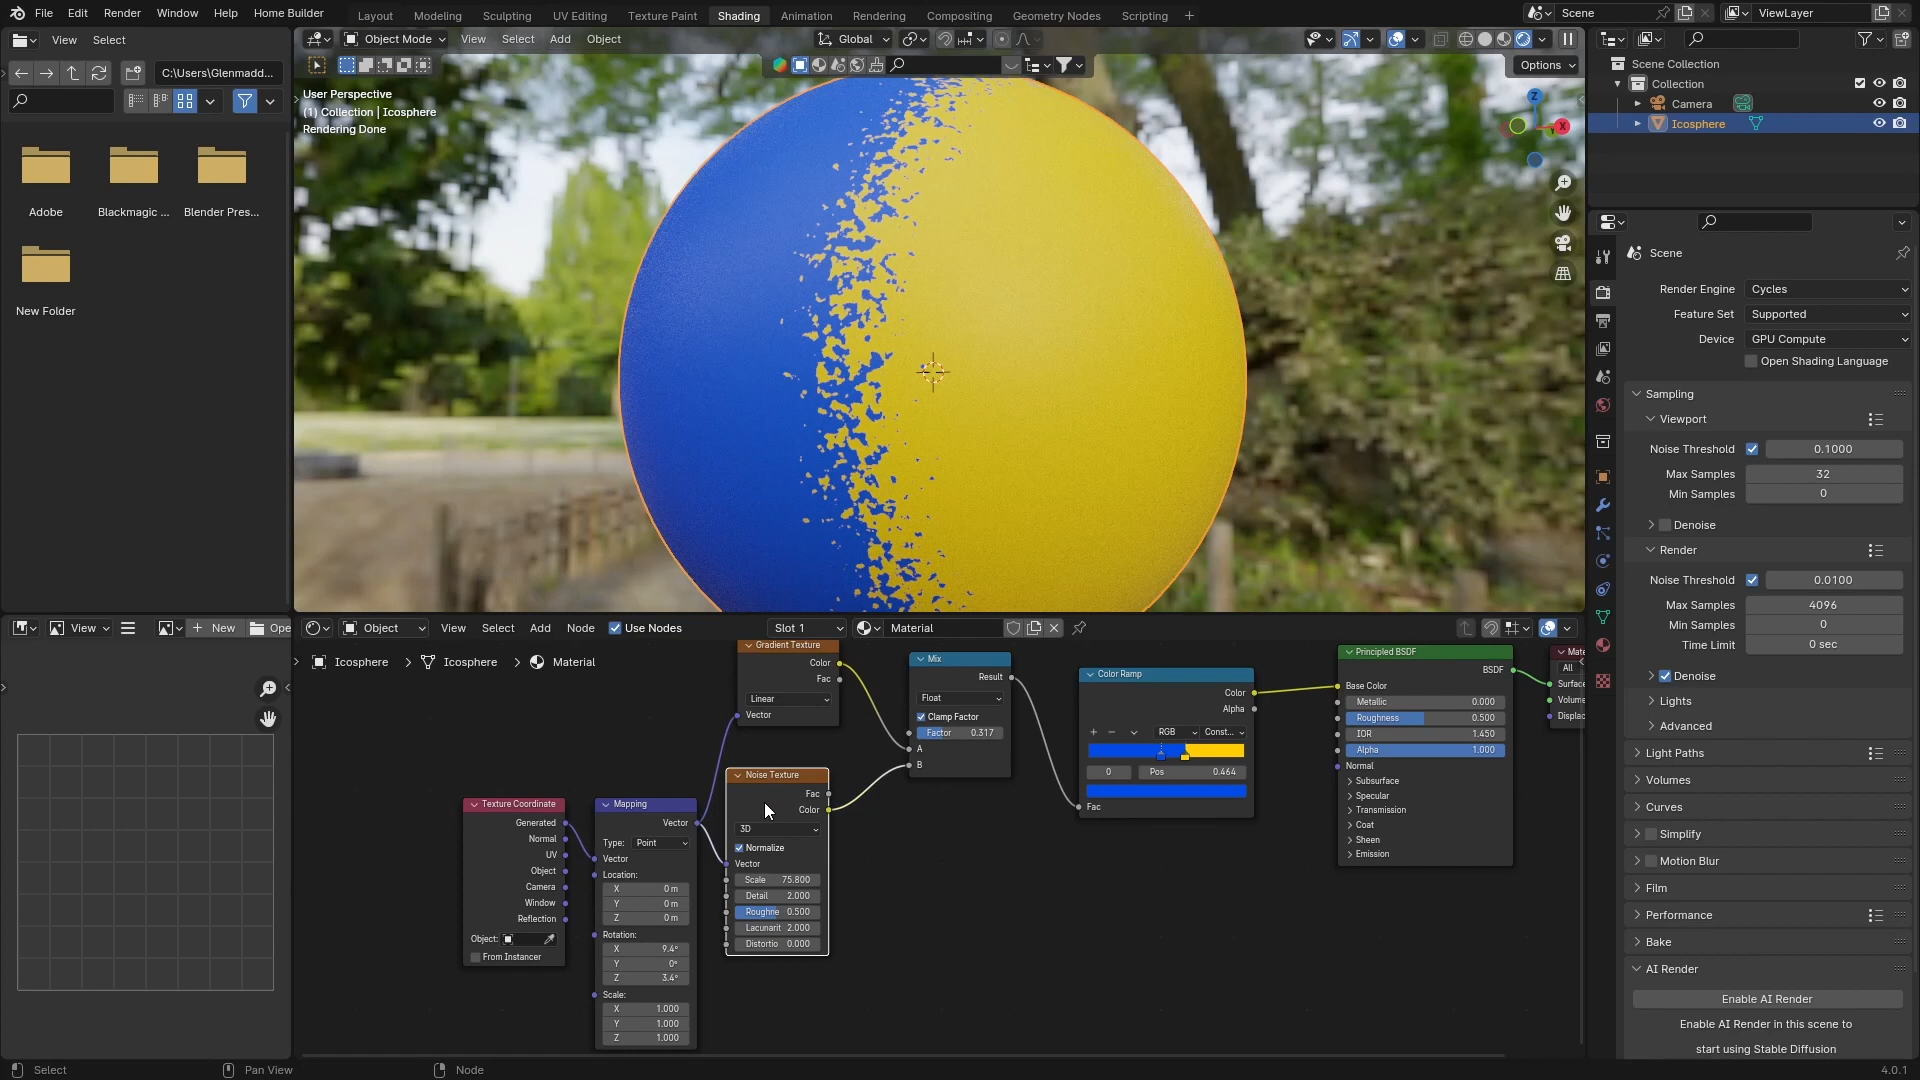 File Edit Render Window Help Home Builder Layout Modeling Sculpting UV Editing Texture Paint Shading Animation Rendering Compositing Geometry Nodes Scripting + Scene ViewLayer
View Select
C:\Users\Glenmadd...
Adobe Blackmagic ... Blender Pres...
New Folder
Object Mode View Select Add Object Global
Options
User Perspective
(1) Collection | Icosphere
Rendering Done
Z
X
Scene Collection
Collection
Camera
Icosphere
Scene
Render Engine Cycles
Feature Set Supported
Device GPU Compute
Open Shading Language
Sampling
Viewport
Noise Threshold 0.1000
Max Samples 32
Min Samples 0
Denoise
Render
Noise Threshold 0.0100
Max Samples 4096
Min Samples 0
Time Limit 0 sec
Denoise
Lights
Advanced
Light Paths
Volumes
Curves
Simplify
Motion Blur
Film
Performance
Bake
AI Render
Enable AI Render
Enable AI Render in this scene to
start using Stable Diffusion
View + New Ope
Object View Select Add Node Use Nodes Slot 1 Material
Icosphere > Icosphere > Material
Texture Coordinate
Generated
Normal
UV
Object
Camera
Window
Reflection
Object:
From Instancer
Mapping
Vector
Type: Point
Vector
Location:
X 0 m
Y 0 m
Z 0 m
Rotation:
X 9.4°
Y 0°
Z 3.4°
Scale:
X 1.000
Y 1.000
Z 1.000
Gradient Texture
Color
Fac
Linear
Vector
Noise Texture
Fac
Color
3D
Normalize
Vector
Scale 75.800
Detail 2.000
Roughne 0.500
Lacunarit 2.000
Distortio 0.000
Mix
Result
Float
Clamp Factor
Factor 0.317
A
B
Color Ramp
Color
Alpha
+ − RGB Const...
0 Pos 0.464
Fac
Principled BSDF
BSDF
Base Color
Metallic 0.000
Roughness 0.500
IOR 1.450
Alpha 1.000
Normal
Subsurface
Specular
Transmission
Coat
Sheen
Emission
Mate
All
Surface
Volume
Displac
Select Pan View Node 4.0.1